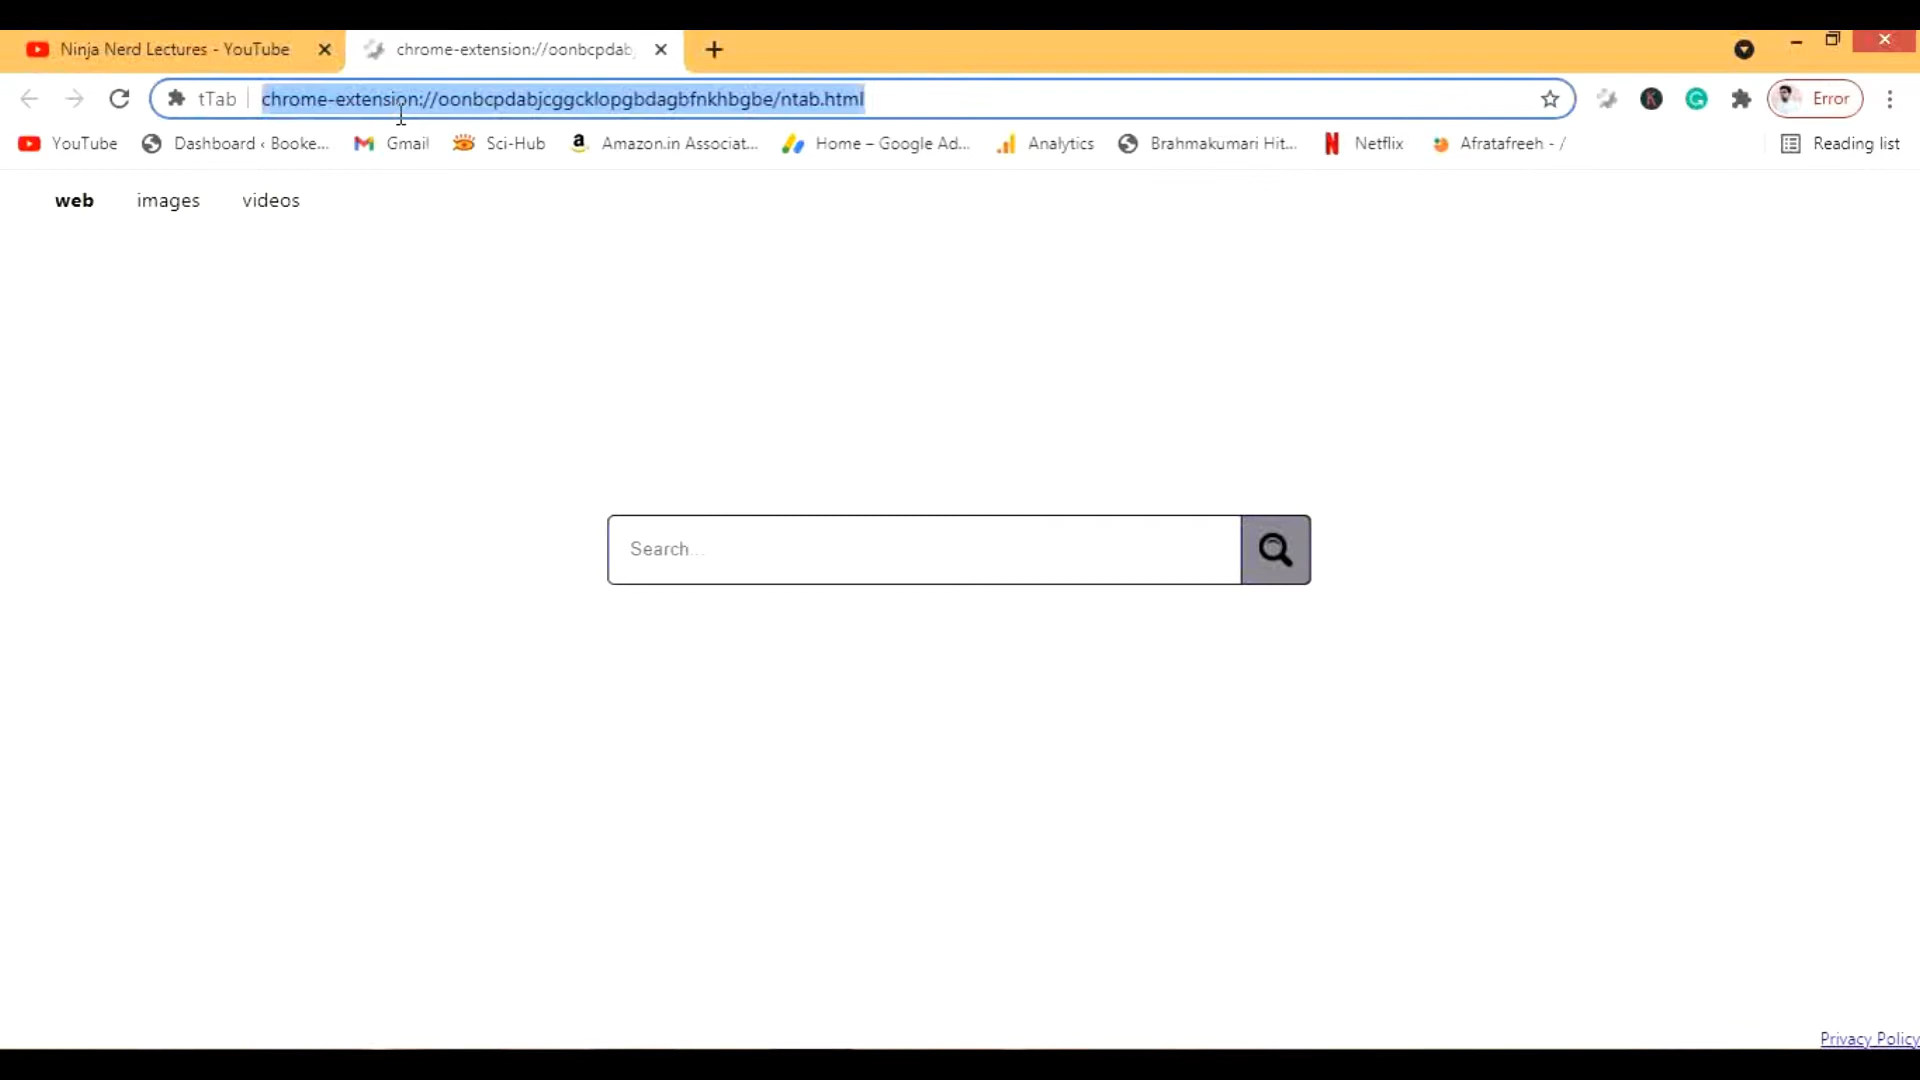 Ninja Nerd Lectures - YouTube chrome-extension://oonbcpdab
tTab chrome-extension://oonbcpdabjcggcklopgbdagbfnkhbgbe/ntab.html Error
YouTube Dashboard ‹ Booke... Gmail Sci-Hub Amazon.in Associat... Home – Google Ad... Analytics Brahmakumari Hit... Netflix Afratafreeh - / Reading list
web images videos
Search...
Privacy Policy